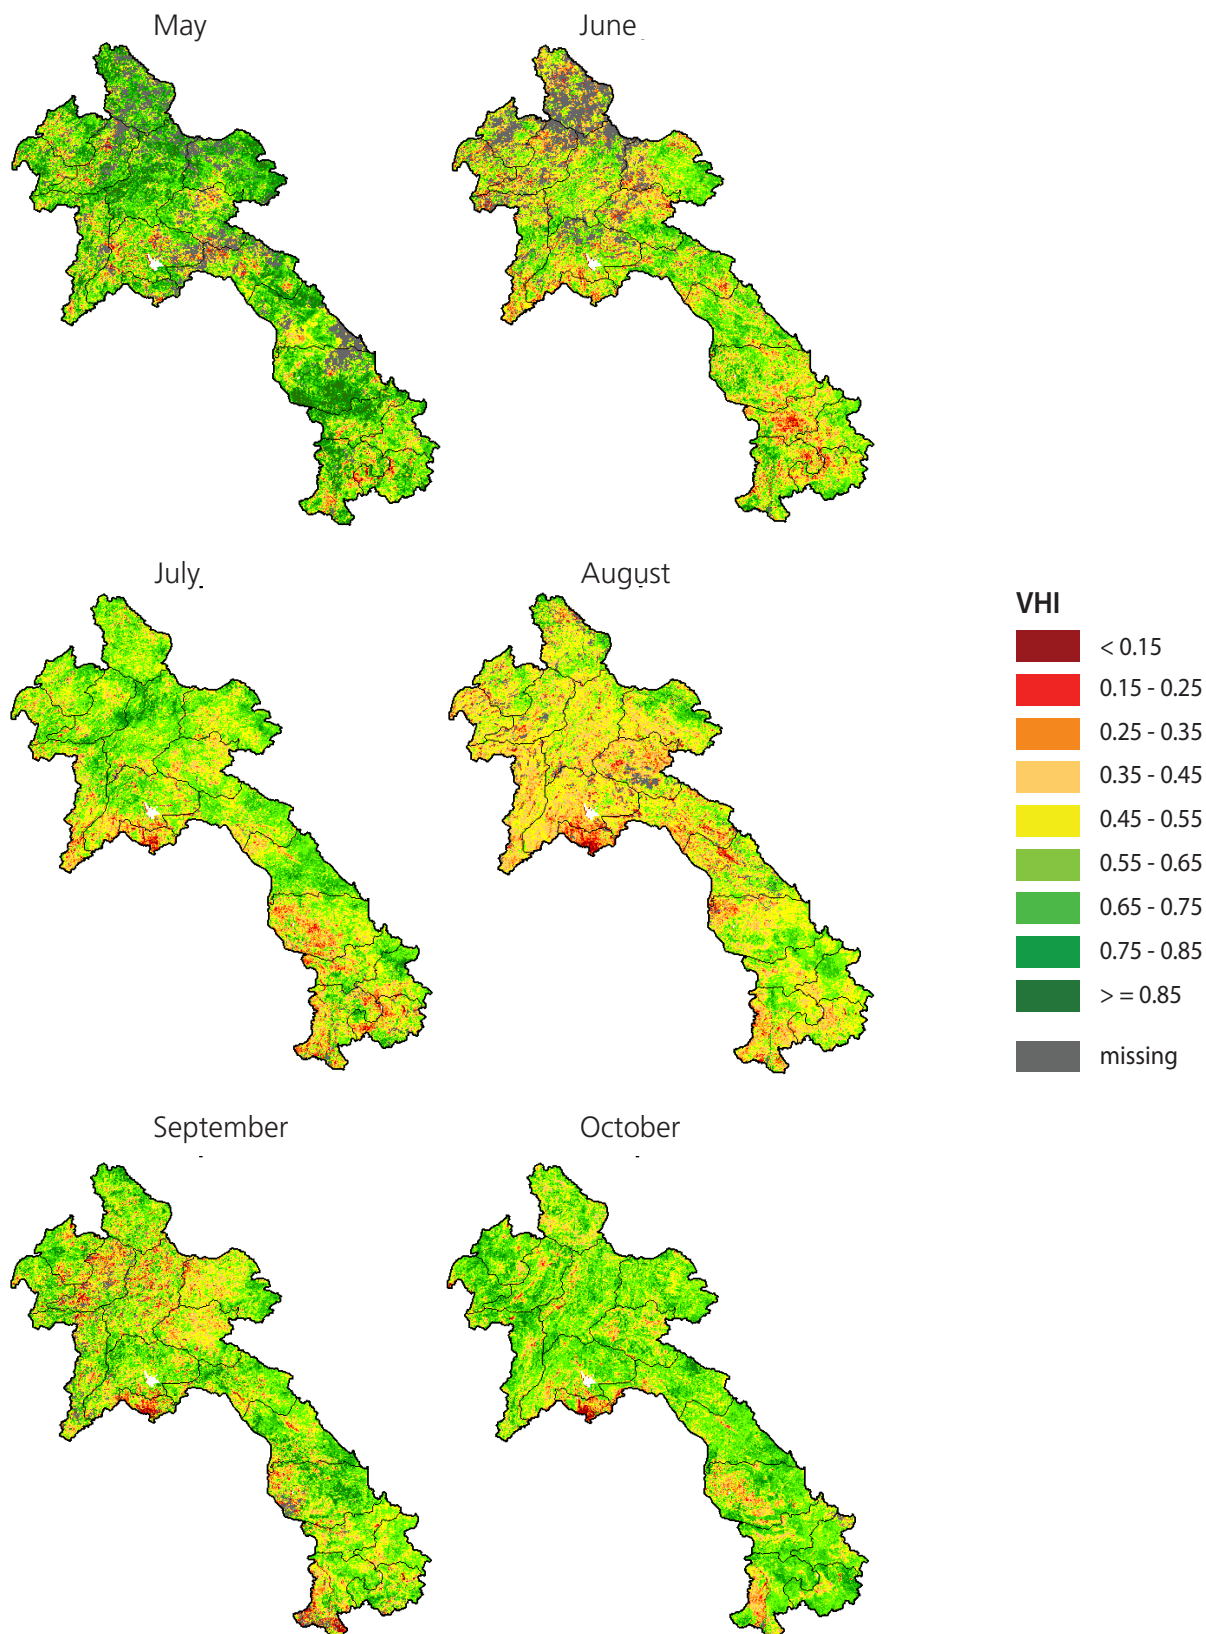 May
June
July
August
VHI
< 0.15
0.15 - 0.25
0.25 - 0.35
0.35 - 0.45
0.45 - 0.55
0.55 - 0.65
0.65 - 0.75
0.75 - 0.85
> = 0.85
missing
September
October